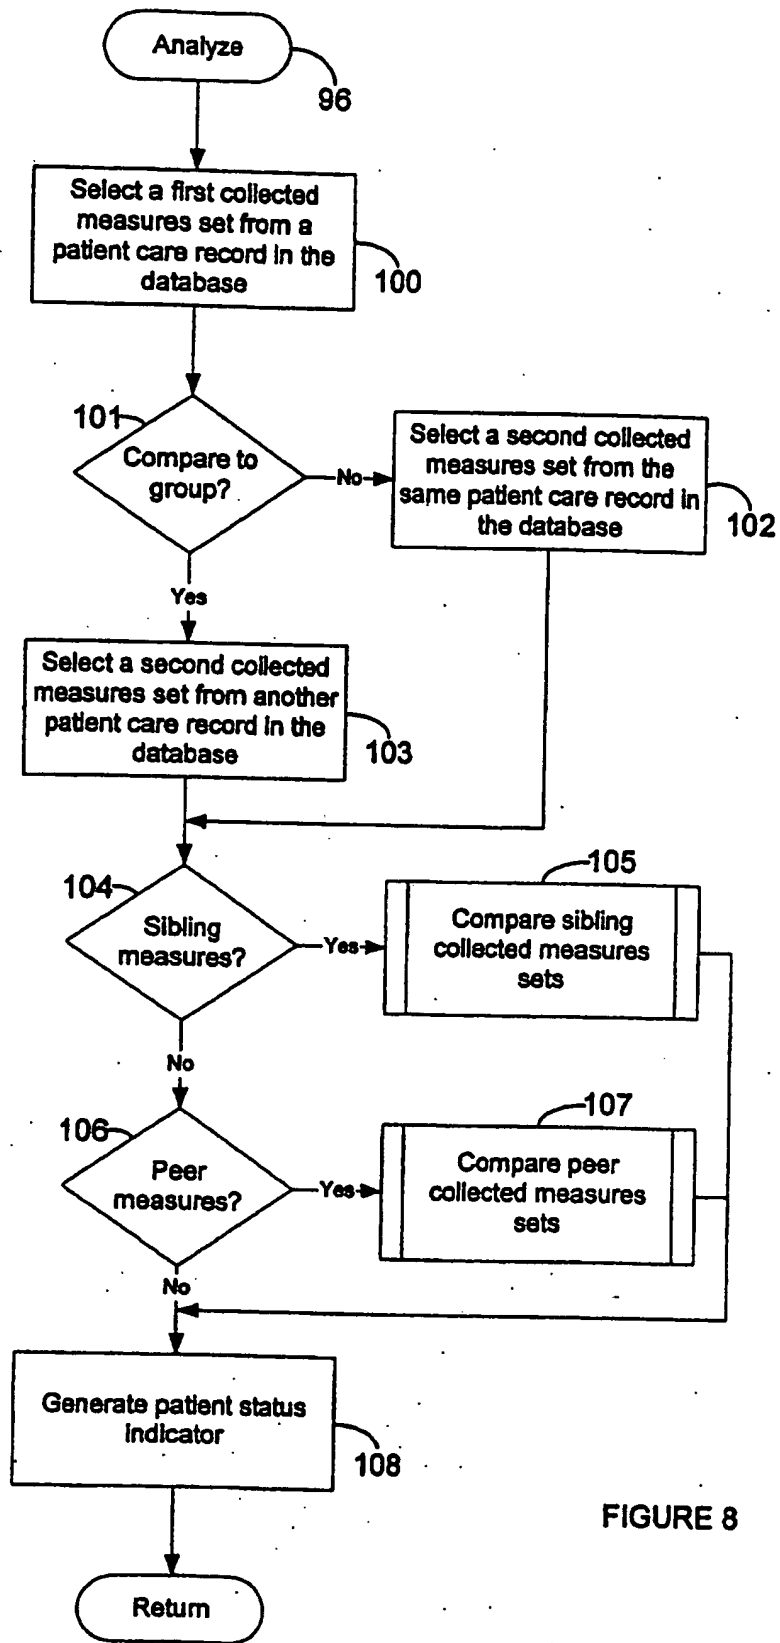 Analyze
96
Select a first collected
measures set from a
patient care record in the
database
100
101
Compare to
group?
No
Select a second collected
measures set from the
same patient care record in
the database
102
Yes
Select a second collected
measures set from another
patient care record in the
database
103
104
Sibling
measures?
Yes
105
Compare sibling
collected measures
sets
No
106
Peer
measures?
Yes
107
Compare peer
collected measures
sets
No
Generate patient status
indicator
108
FIGURE 8
Return